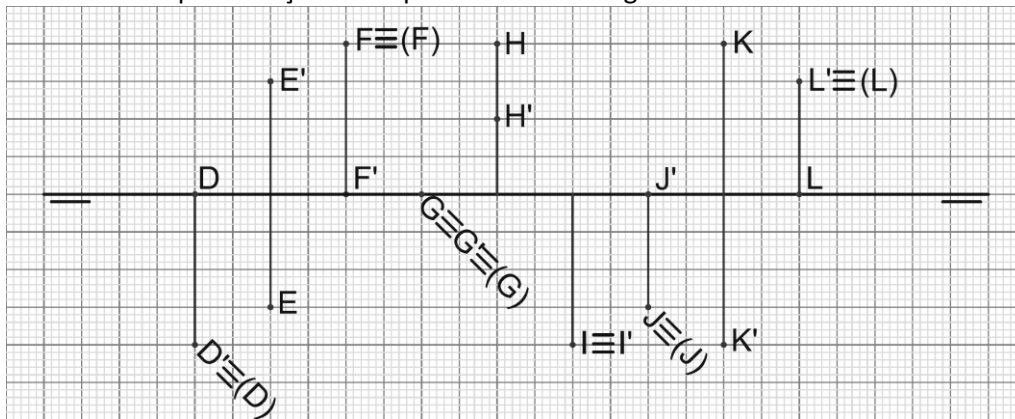 F≡(F)
H
K
E'
L'≡(L)
H'
D
F'
J'
L
G≡G'≡(G)
E
I≡I'
J≡(J)
K'
D'≡(D)